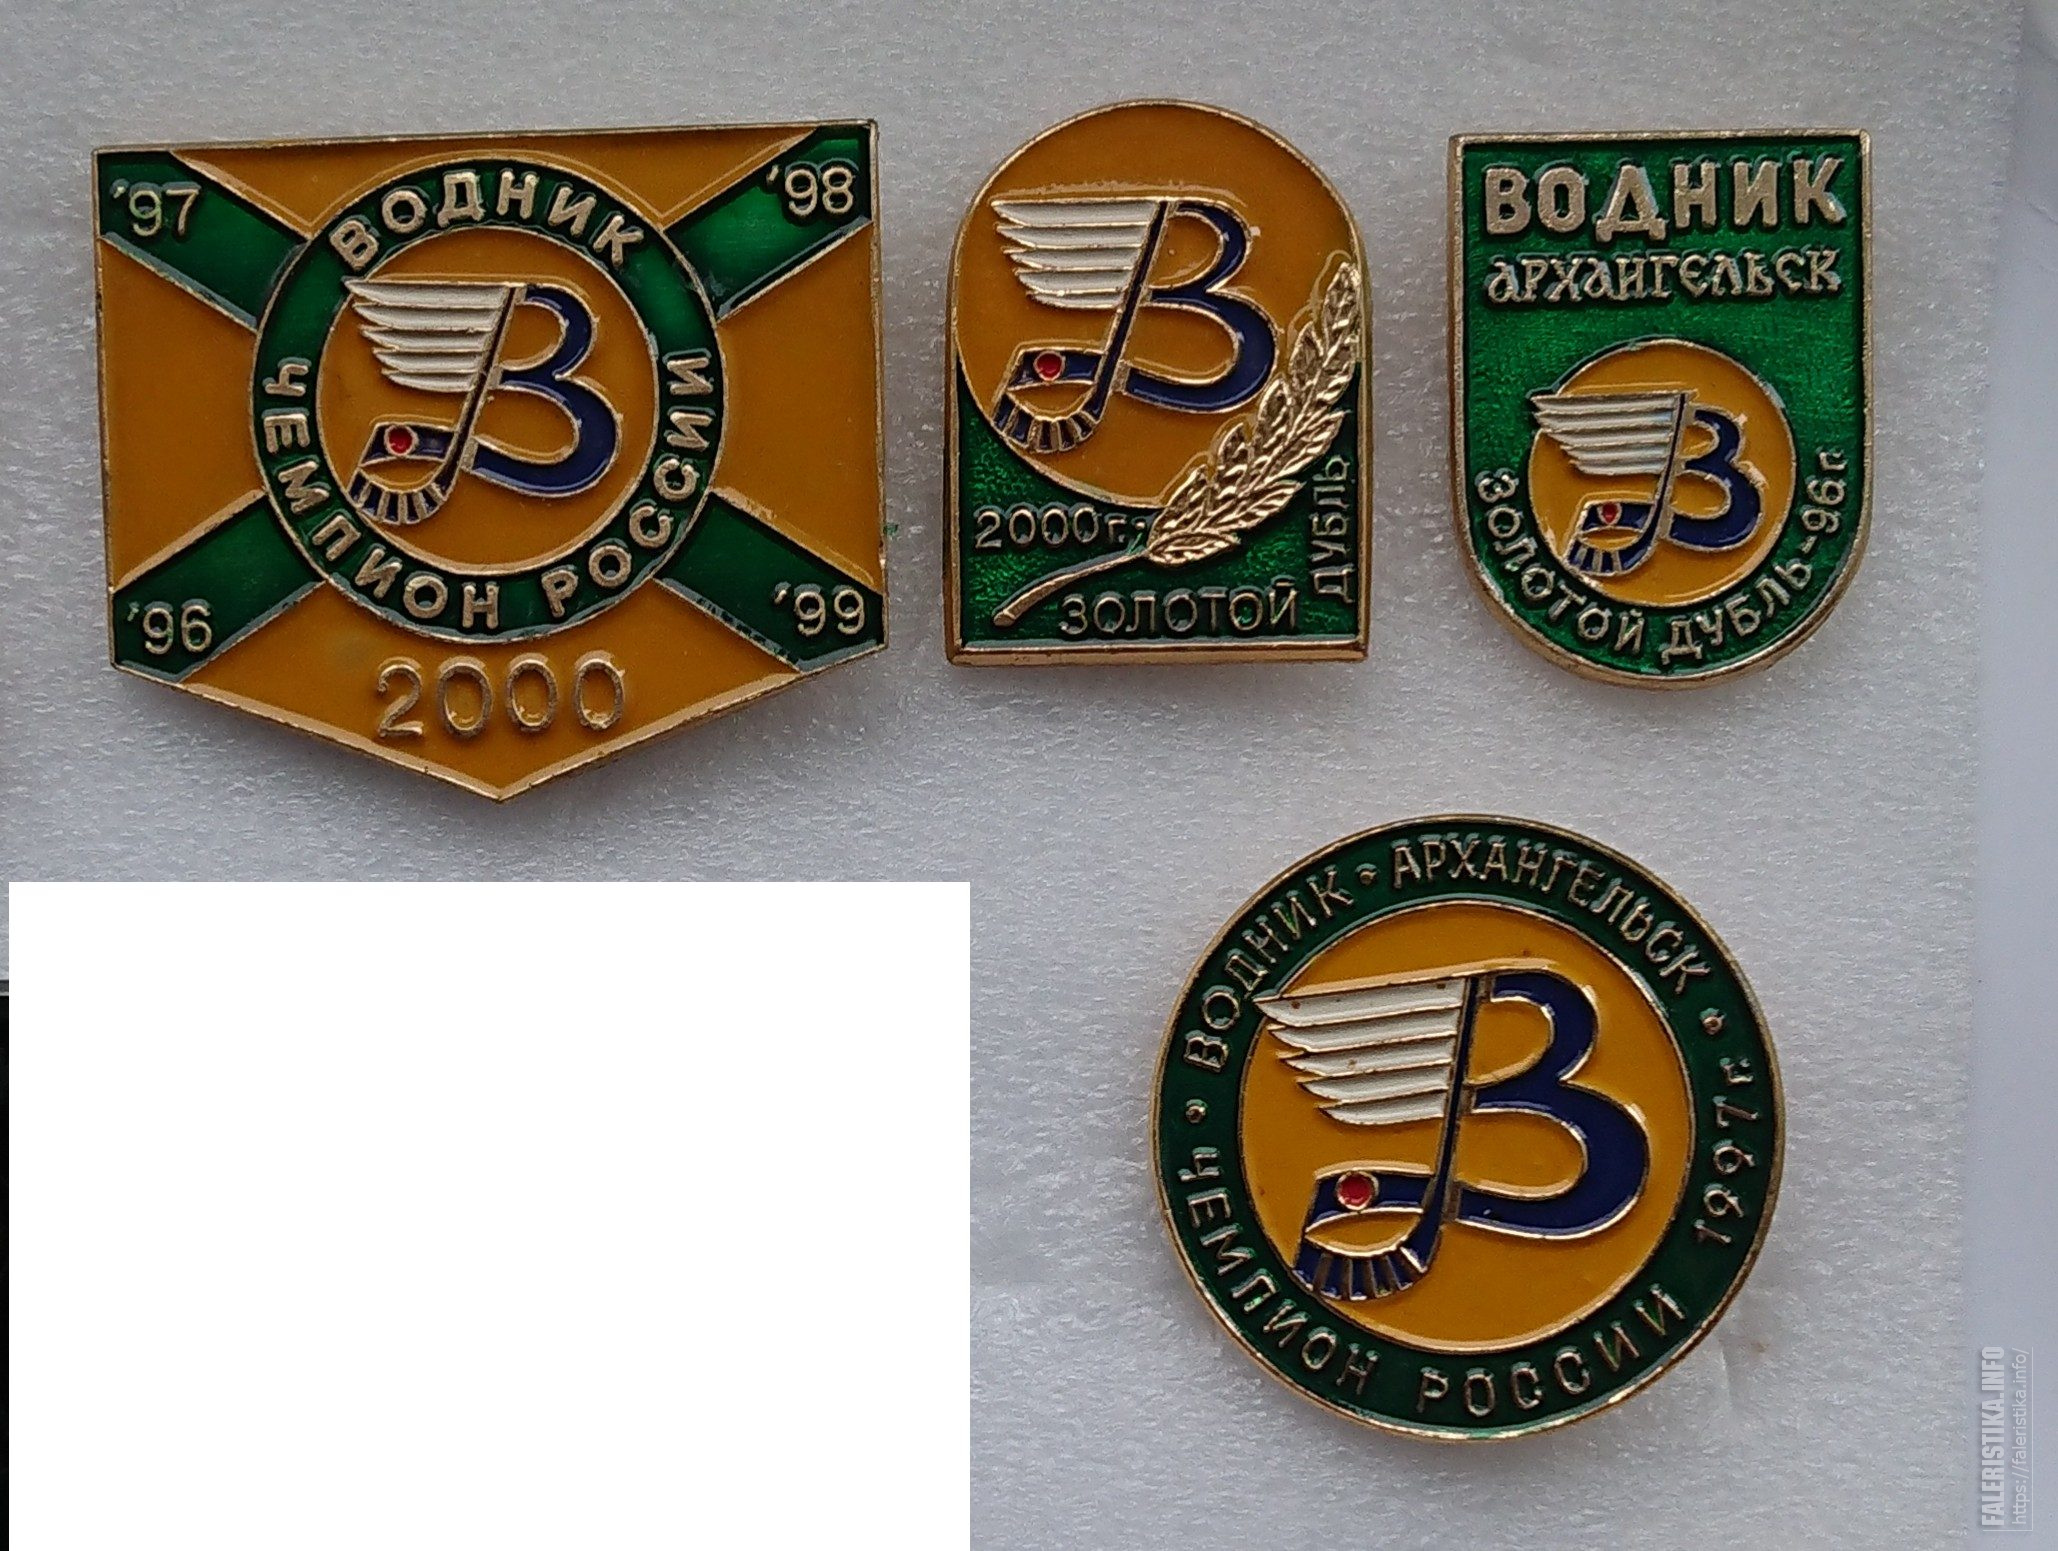 '97
'98
ВОДНИК
ЧЕМПИОН РОССИИ
'96
'99
2000
2000г.
ЗОЛОТОЙ
ДУБЛЬ
ВОДНИК
АРХАНГЕЛЬСК
ЗОЛОТОЙ ДУБЛЬ-96г.
ВОДНИК • АРХАНГЕЛЬСК •
• ЧЕМПИОН РОССИИ 1997г.
FALERISTIKA.INFO
https://faleristika.info/